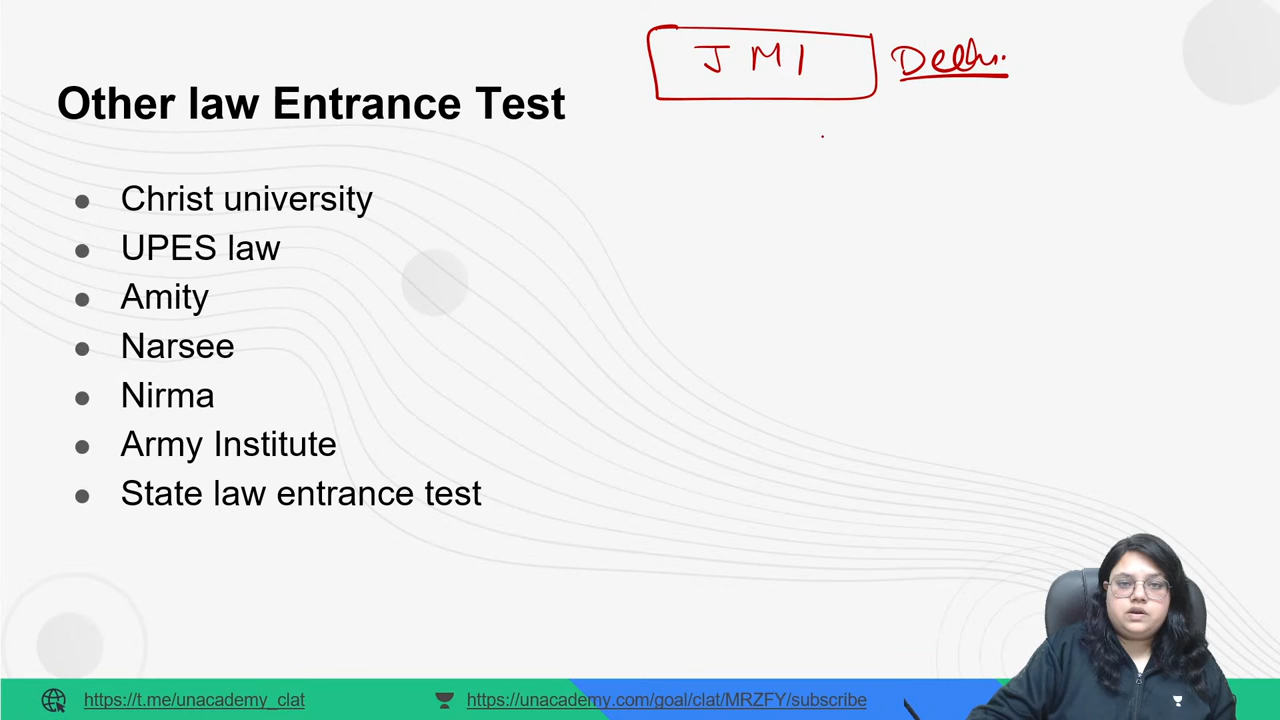 JMI Delhi.
Other law Entrance Test
Christ university
UPES law
Amity
Narsee
Nirma
Army Institute
State law entrance test
https://t.me/unacademy_clat
https://unacademy.com/goal/clat/MRZFY/subscribe